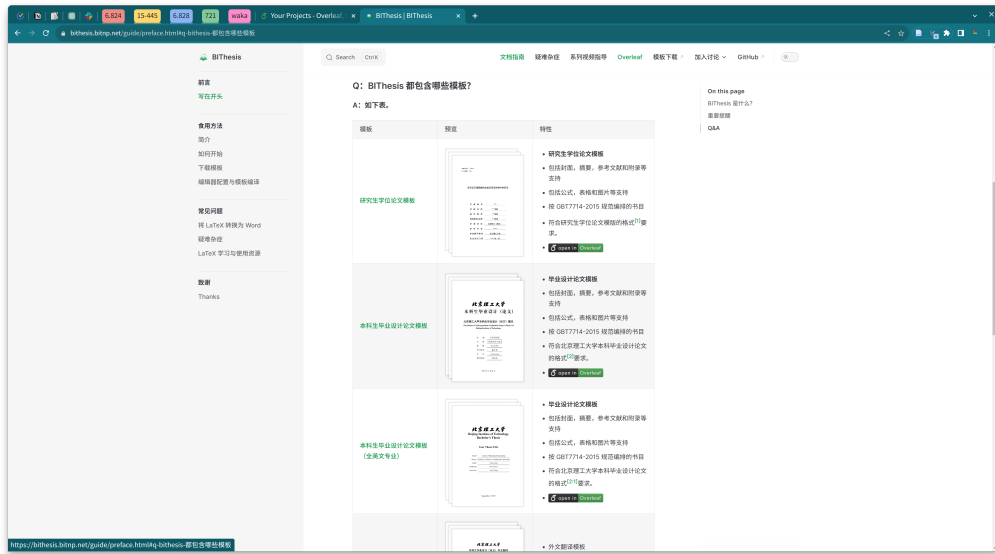 6.824
15-445
6.828
721
waka
Your Projects - Overleaf,
BIThesis | BIThesis
bithesis.bitnp.net/guide/preface.html#q-bithesis-都包含哪些模板
BIThesis
Search Ctrl K
文档指南 疑难杂症 系列视频指导 Overleaf 模板下载 加入讨论 GitHub
前言
写在开头
食用方法
简介
如何开始
下载模板
编辑器配置与模板编译
常见问题
将 LaTeX 转换为 Word
疑难杂症
LaTeX 学习与使用资源
致谢
Thanks
Q：BIThesis 都包含哪些模板？
A：如下表。
模板 预览 特性
研究生学位论文模板
研究生学位论文模板
包括封面，摘要，参考文献和附录等
支持
包括公式，表格和图片等支持
按 GBT7714-2015 规范编排的书目
符合研究生学位论文模版的格式[1]要
求。
open in Overleaf
本科生毕业设计论文模板
北京理工大学
本科生毕业设计（论文）
毕业设计论文模板
包括封面，摘要，参考文献和附录等
支持
包括公式，表格和图片等支持
按 GBT7714-2015 规范编排的书目
符合北京理工大学本科毕业设计论文
的格式[2]要求。
open in Overleaf
本科生毕业设计论文模板
（全英文专业）
北京理工大学
Beijing Institute of Technology
Bachelor's Thesis
毕业设计论文模板
包括封面，摘要，参考文献和附录等
支持
包括公式，表格和图片等支持
按 GBT7714-2015 规范编排的书目
符合北京理工大学本科毕业设计论文
的格式[2:1]要求。
open in Overleaf
北京理工大学
外文翻译模板
On this page
BIThesis 是什么？
重要提醒
Q&A
https://bithesis.bitnp.net/guide/preface.html#q-bithesis-都包含哪些模板